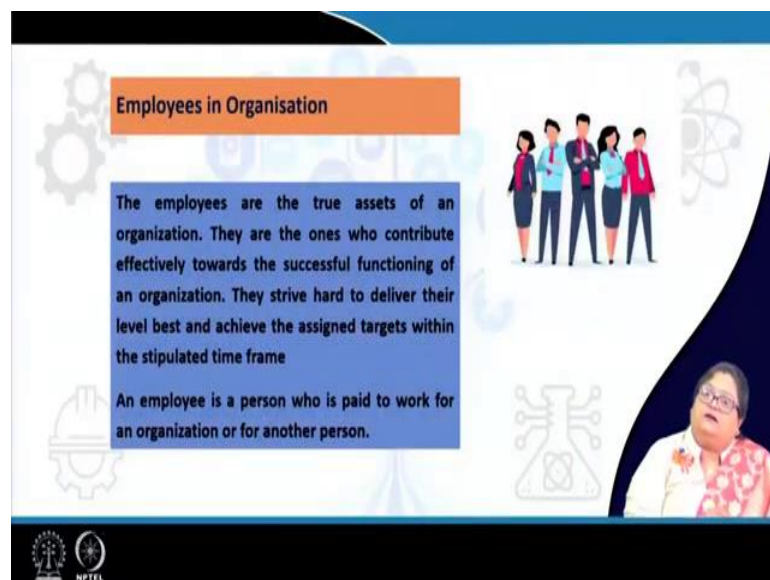 Employees in Organisation
The employees are the true assets of an
organization. They are the ones who contribute
effectively towards the successful functioning of
an organization. They strive hard to deliver their
level best and achieve the assigned targets within
the stipulated time frame
An employee is a person who is paid to work for
an organization or for another person.
NPTEL